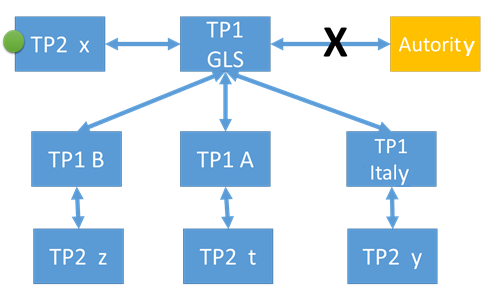 TP2 x
TP1
GLS
X
Autority
TP1 B
TP1 A
TP1
Italy
TP2 z
TP2 t
TP2 y